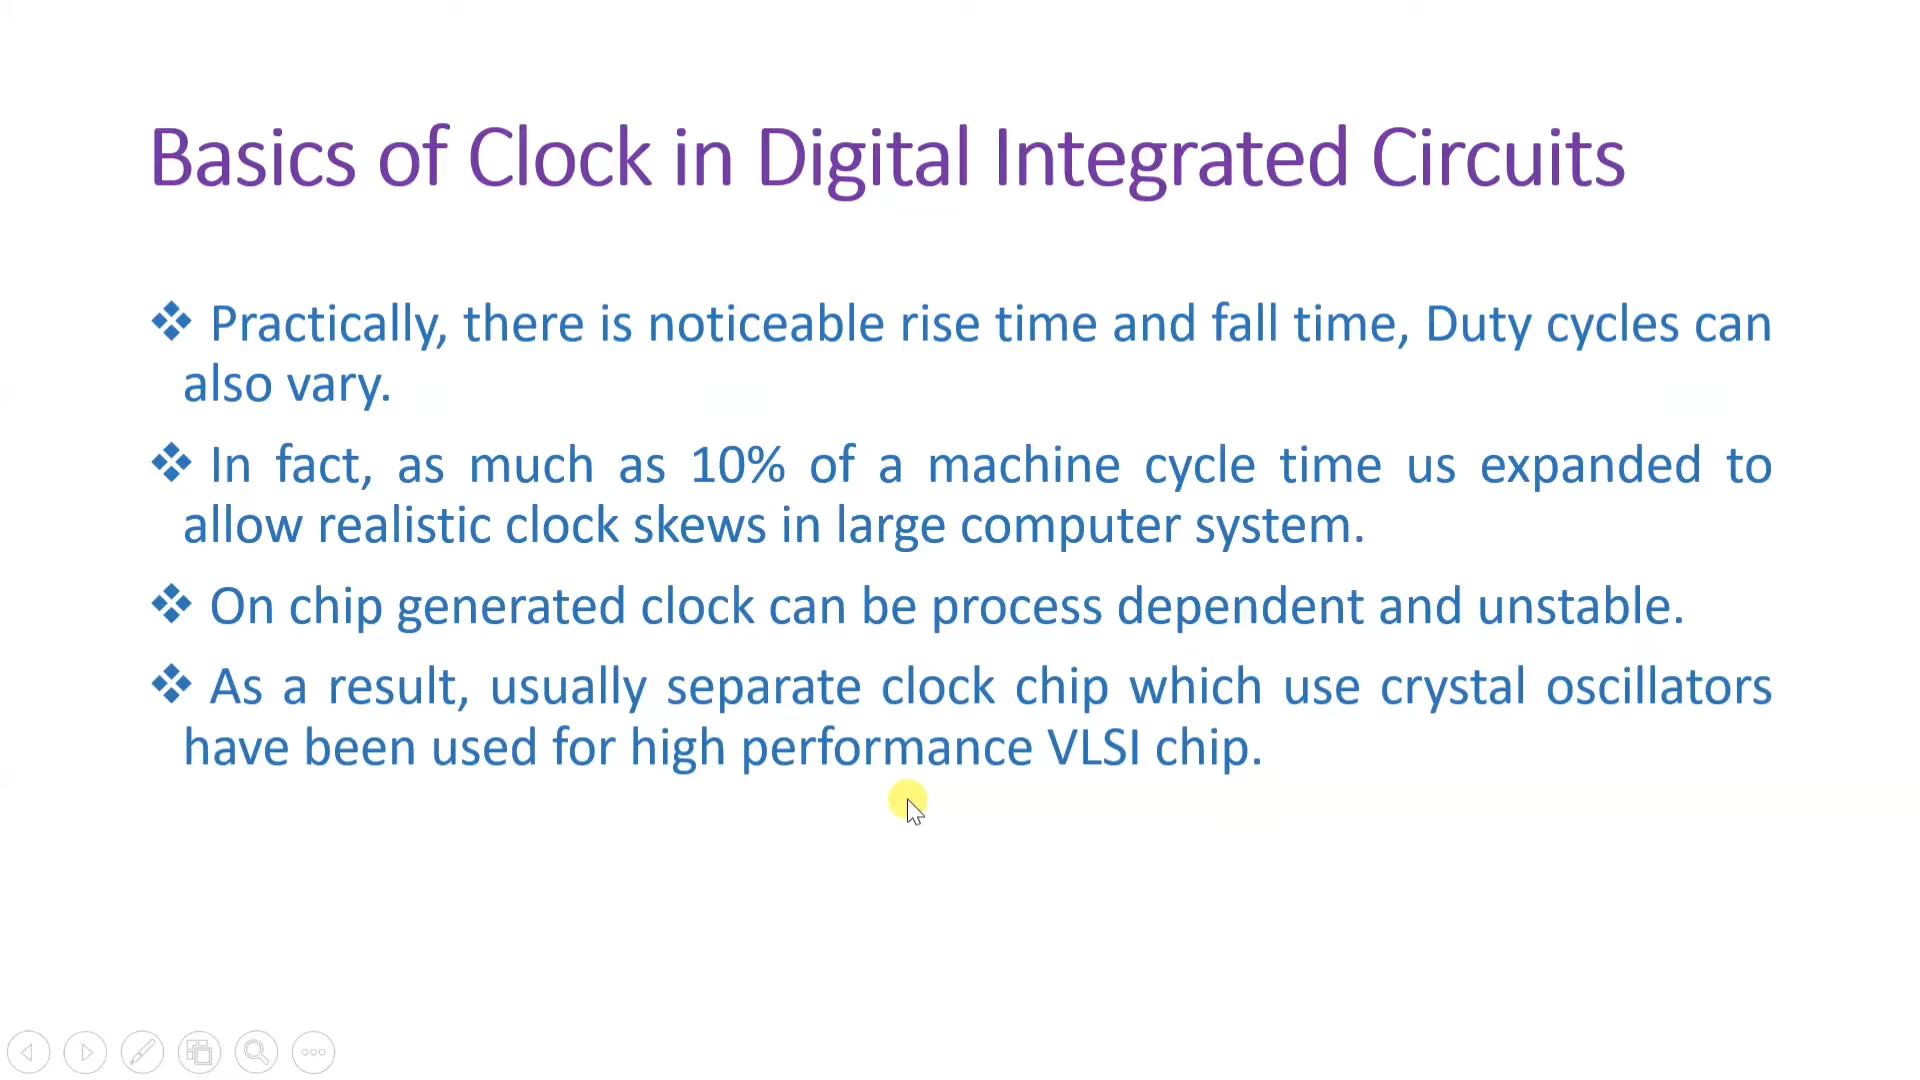 Basics of Clock in Digital Integrated Circuits
Practically, there is noticeable rise time and fall time, Duty cycles can
also vary.
In fact, as much as 10% of a machine cycle time us expanded to
allow realistic clock skews in large computer system.
On chip generated clock can be process dependent and unstable.
As a result, usually separate clock chip which use crystal oscillators
have been used for high performance VLSI chip.